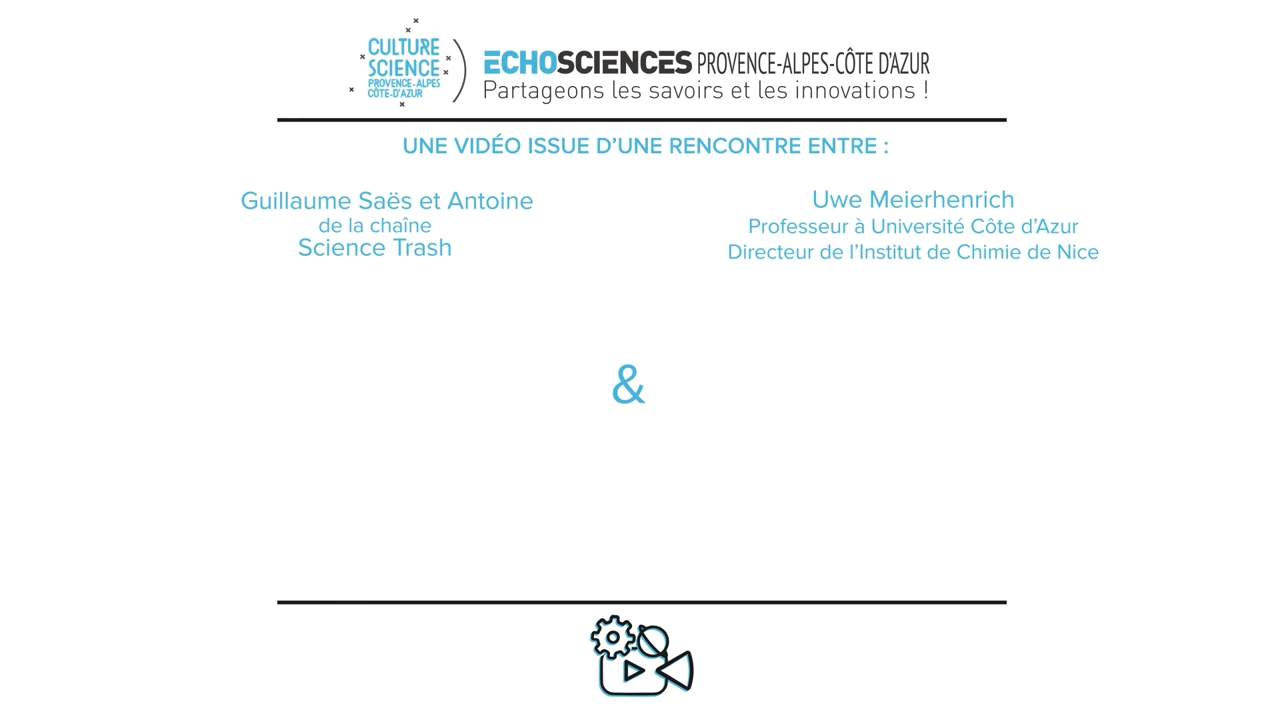 CULTURE
SCIENCE
PROVENCE-ALPES
CÔTE-D'AZUR
ECHOSCIENCES PROVENCE-ALPES-CÔTE D'AZUR
Partageons les savoirs et les innovations !
UNE VIDÉO ISSUE D'UNE RENCONTRE ENTRE :
Guillaume Saës et Antoine
de la chaîne
Science Trash
Uwe Meierhenrich
Professeur à Université Côte d'Azur
Directeur de l'Institut de Chimie de Nice
&